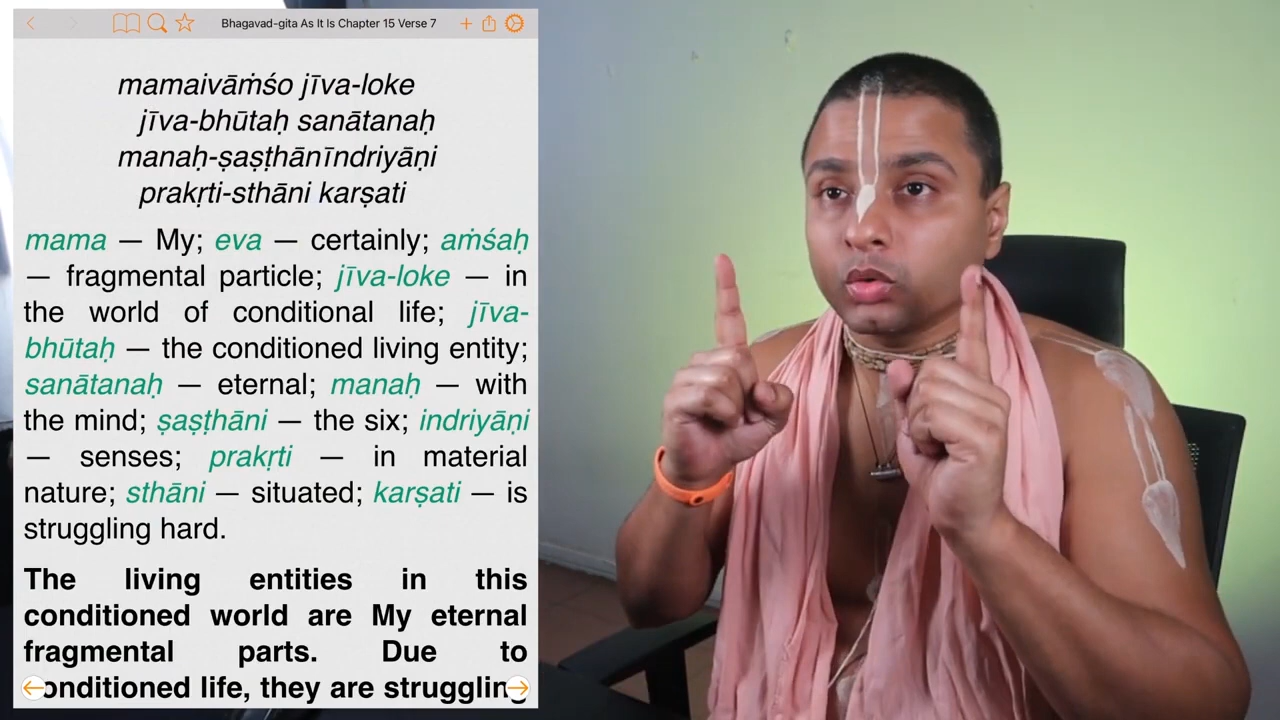 Bhagavad-gita As It Is Chapter 15 Verse 7
mamaivāṁśo jīva-loke
jīva-bhūtaḥ sanātanaḥ
manaḥ-ṣaṣṭhānīndriyāṇi
prakṛti-sthāni karṣati
mama — My; eva — certainly; aṁśaḥ
— fragmental particle; jīva-loke — in
the world of conditional life; jīva-
bhūtaḥ — the conditioned living entity;
sanātanaḥ — eternal; manaḥ — with
the mind; ṣaṣṭhāni — the six; indriyāṇi
— senses; prakṛti — in material
nature; sthāni — situated; karṣati — is
struggling hard.
The living entities in this
conditioned world are My eternal
fragmental parts. Due to
conditioned life, they are struggling